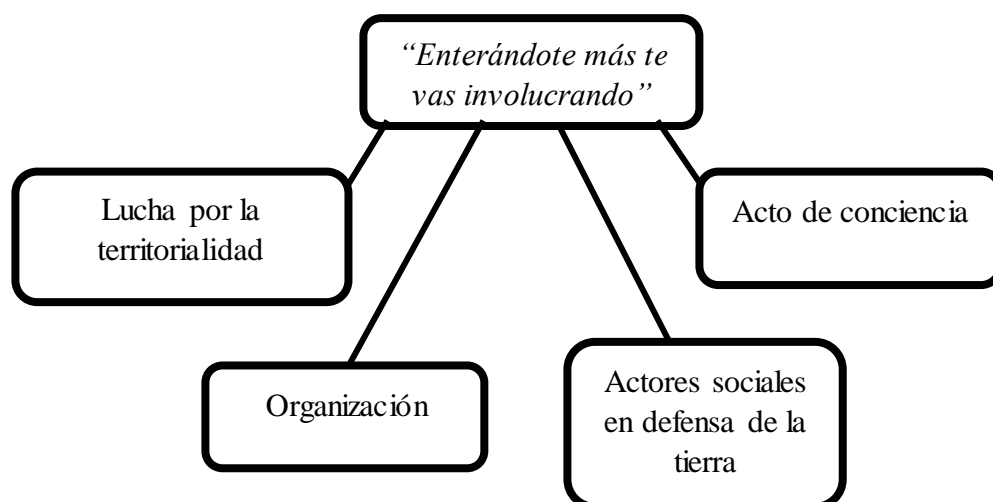 “Enterándote más te
vas involucrando”
Lucha por la
territorialidad
Acto de conciencia
Organización
Actores sociales
en defensa de la
tierra